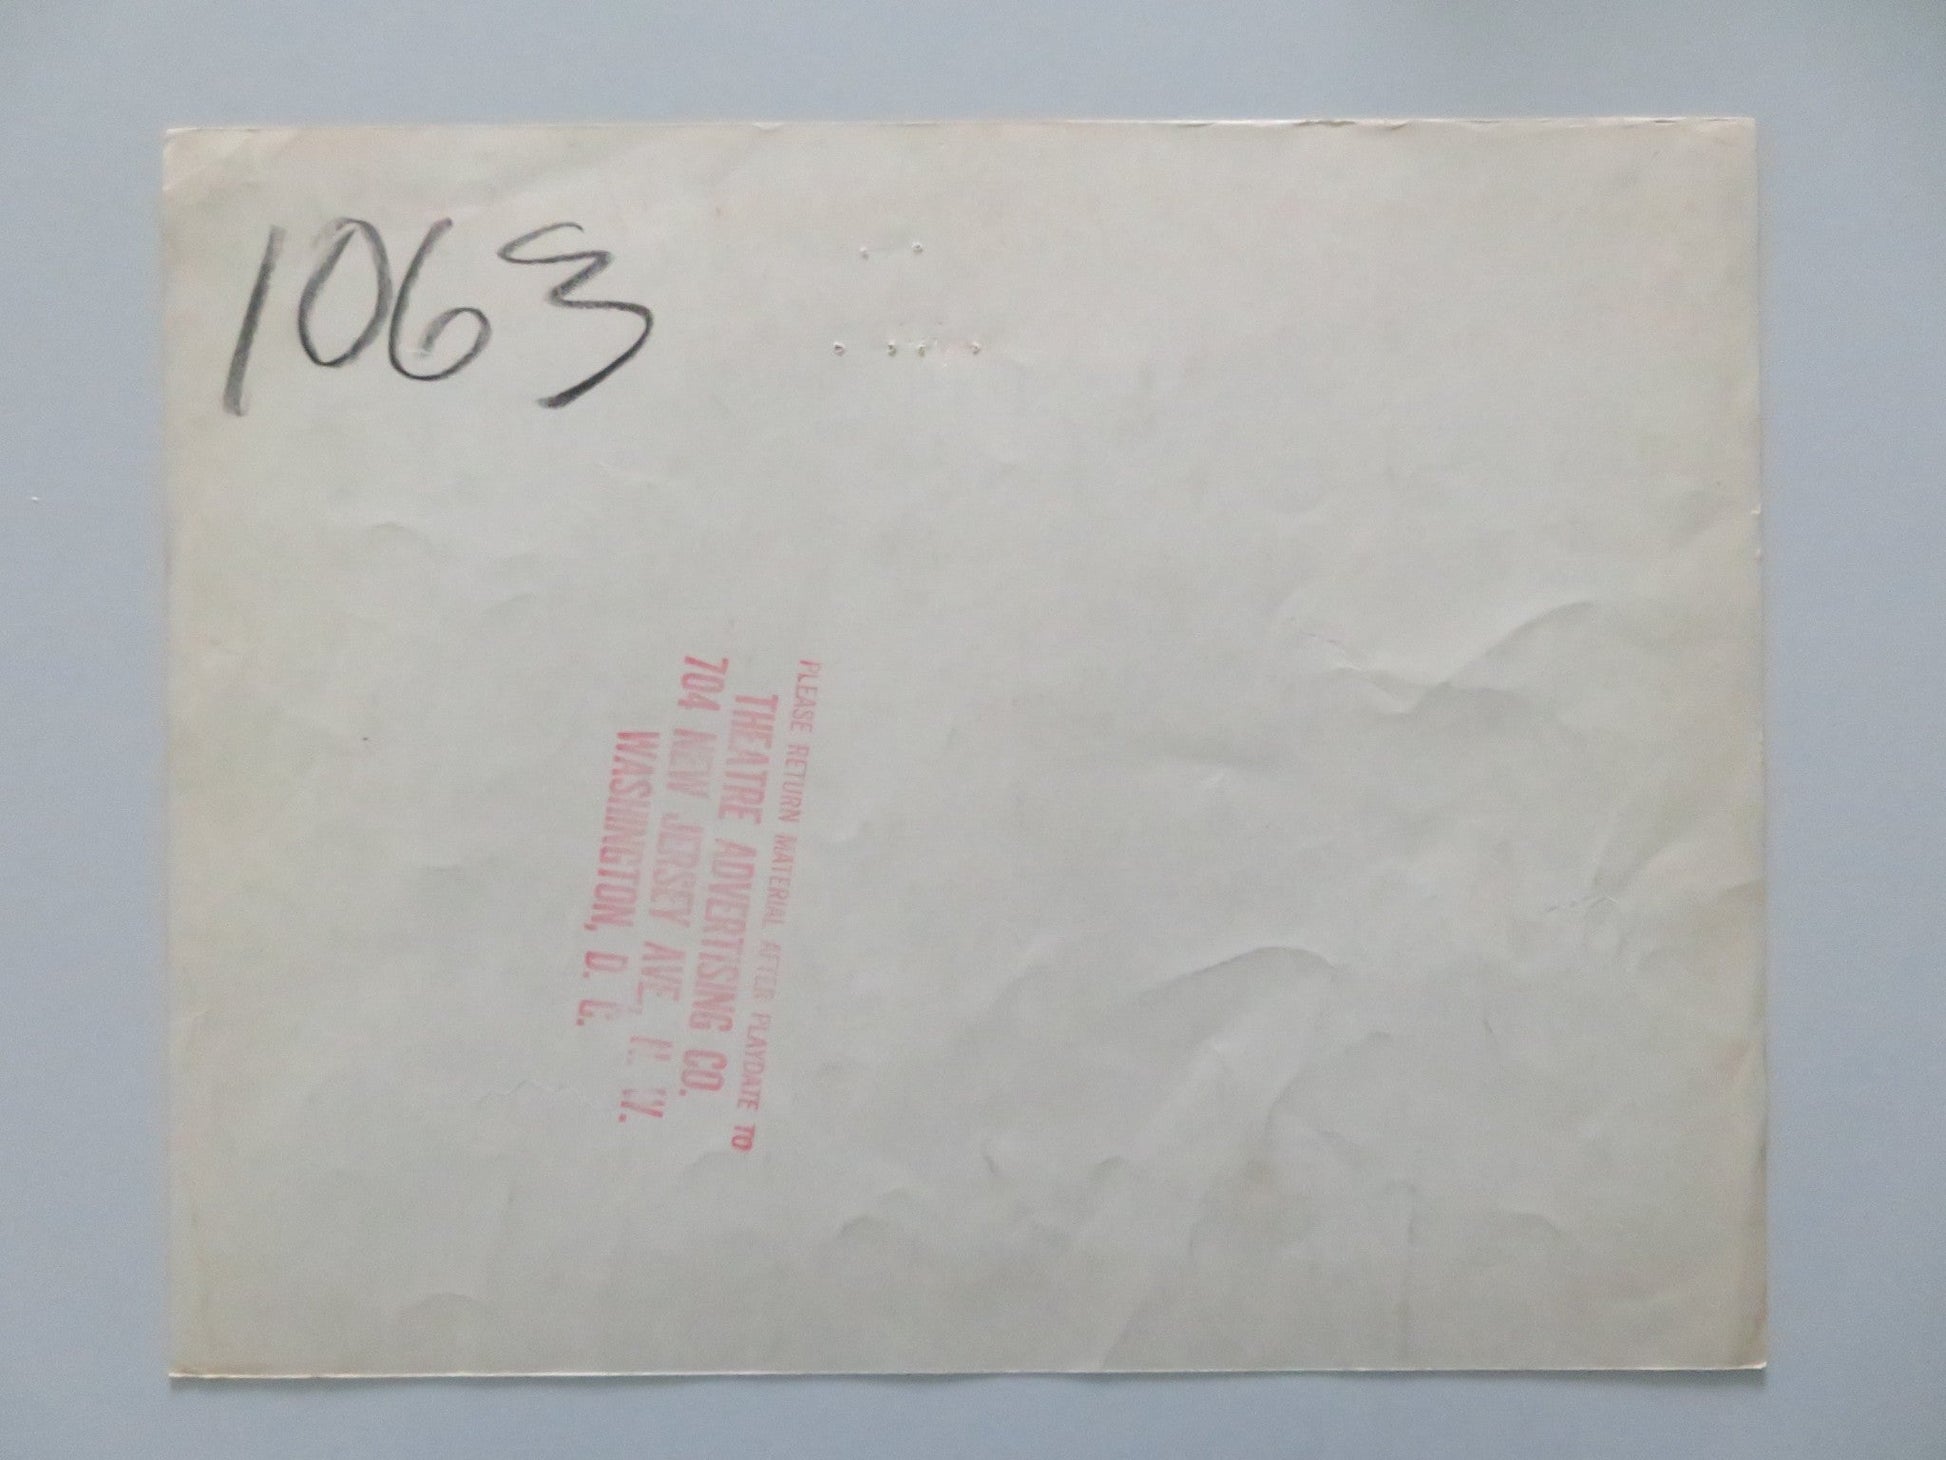 1063
PLEASE RETURN MATERIAL AFTER PLAYDATE TO
THEATRE ADVERTISING CO.
704 NEW JERSEY AVE., W.
WASHINGTON, D. C.